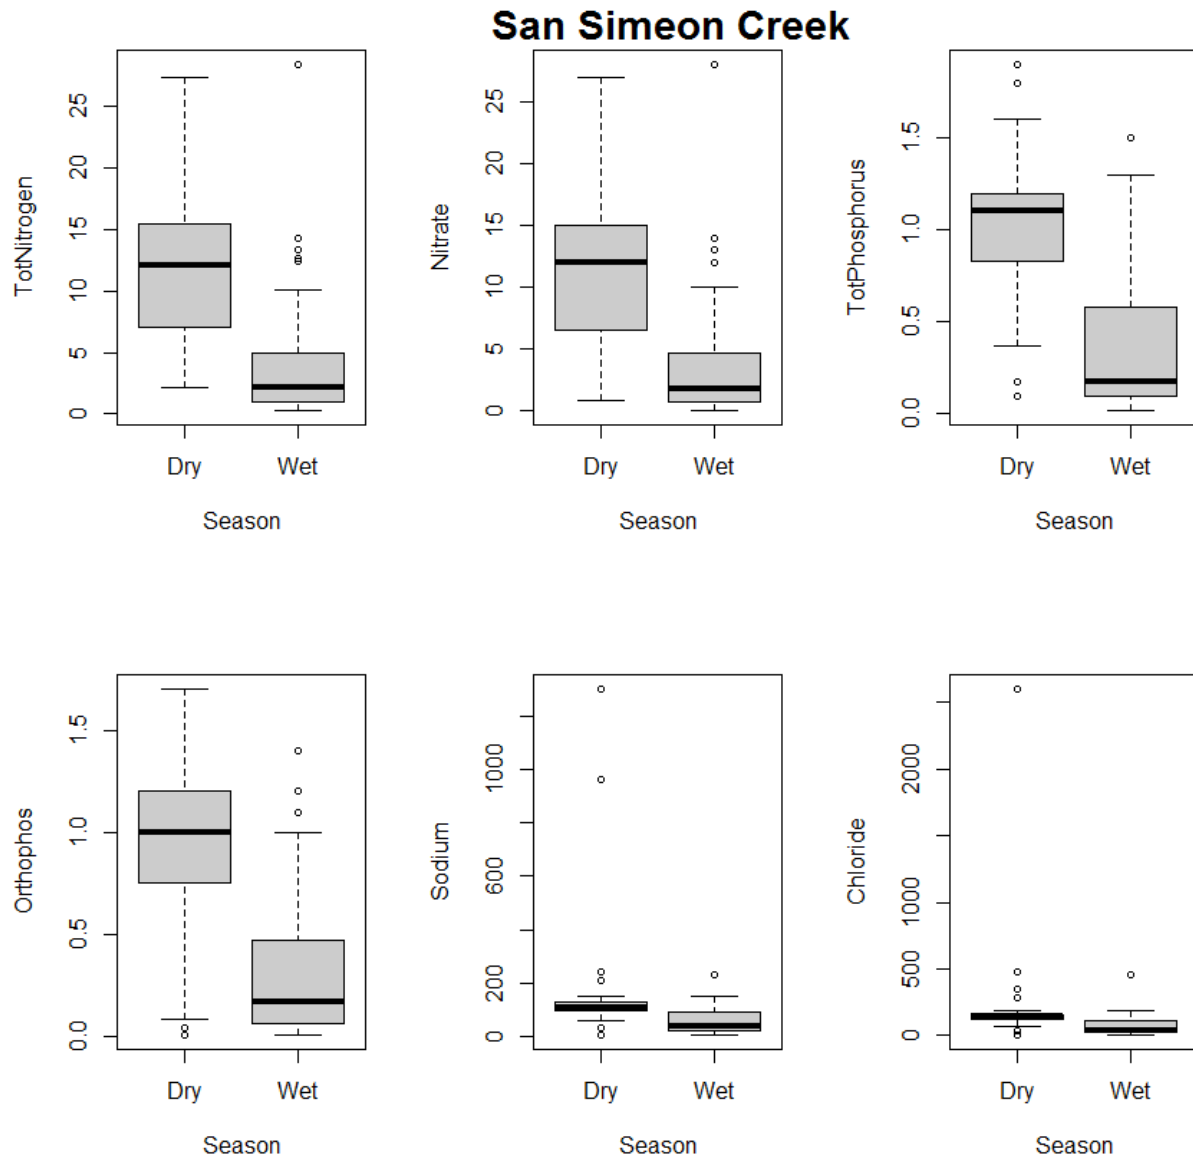 San Simeon Creek
TotNitrogen
0 5 10 15 20 25
Dry Wet
Season
Nitrate
0 5 10 15 20 25
Dry Wet
Season
TotPhosphorus
0.0 0.5 1.0 1.5
Dry Wet
Season
Orthophos
0.0 0.5 1.0 1.5
Dry Wet
Season
Sodium
0 200 600 1000
Dry Wet
Season
Chloride
0 500 1000 2000
Dry Wet
Season